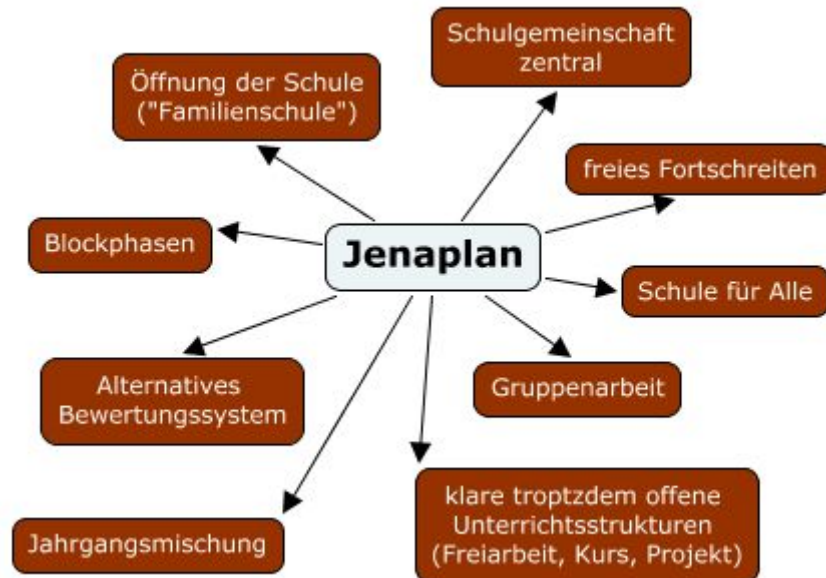 Schulgemeinschaft
zentral
Öffnung der Schule
("Familienschule")
freies Fortschreiten
Blockphasen
Jenaplan
Schule für Alle
Alternatives
Bewertungssystem
Gruppenarbeit
klare troptzdem offene
Unterrichtsstrukturen
(Freiarbeit, Kurs, Projekt)
Jahrgangsmischung